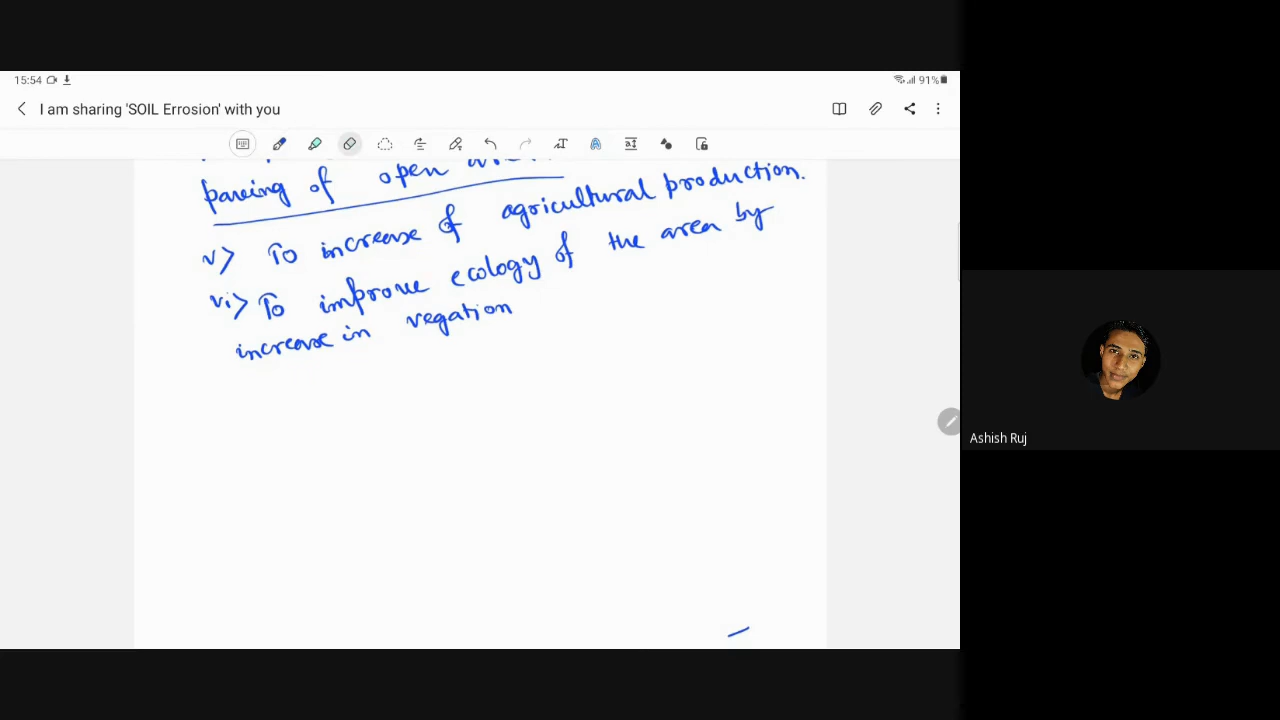 15:54
91%
I am sharing 'SOIL Errosion' with you
paveing of open
v> To increase of agricultural production.
vi> To improve ecology of the area by
increase in vegation
Ashish Ruj